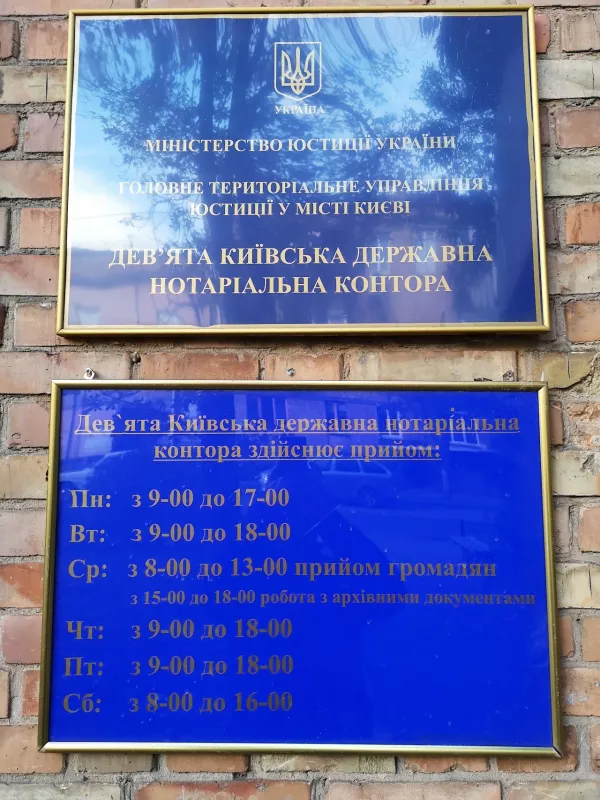 УКРАЇНА
МІНІСТЕРСТВО ЮСТИЦІЇ УКРАЇНИ
ГОЛОВНЕ ТЕРИТОРІАЛЬНЕ УПРАВЛІННЯ
ЮСТИЦІЇ У МІСТІ КИЄВІ
ДЕВ’ЯТА КИЇВСЬКА ДЕРЖАВНА
НОТАРІАЛЬНА КОНТОРА
Дев`ята Київська державна нотаріальна
контора здійснює прийом:
Пн: з 9-00 до 17-00
Вт: з 9-00 до 18-00
Ср: з 8-00 до 13-00 прийом громадян
з 15-00 до 18-00 робота з архівними документами
Чт: з 9-00 до 18-00
Пт: з 9-00 до 18-00
Сб: з 8-00 до 16-00